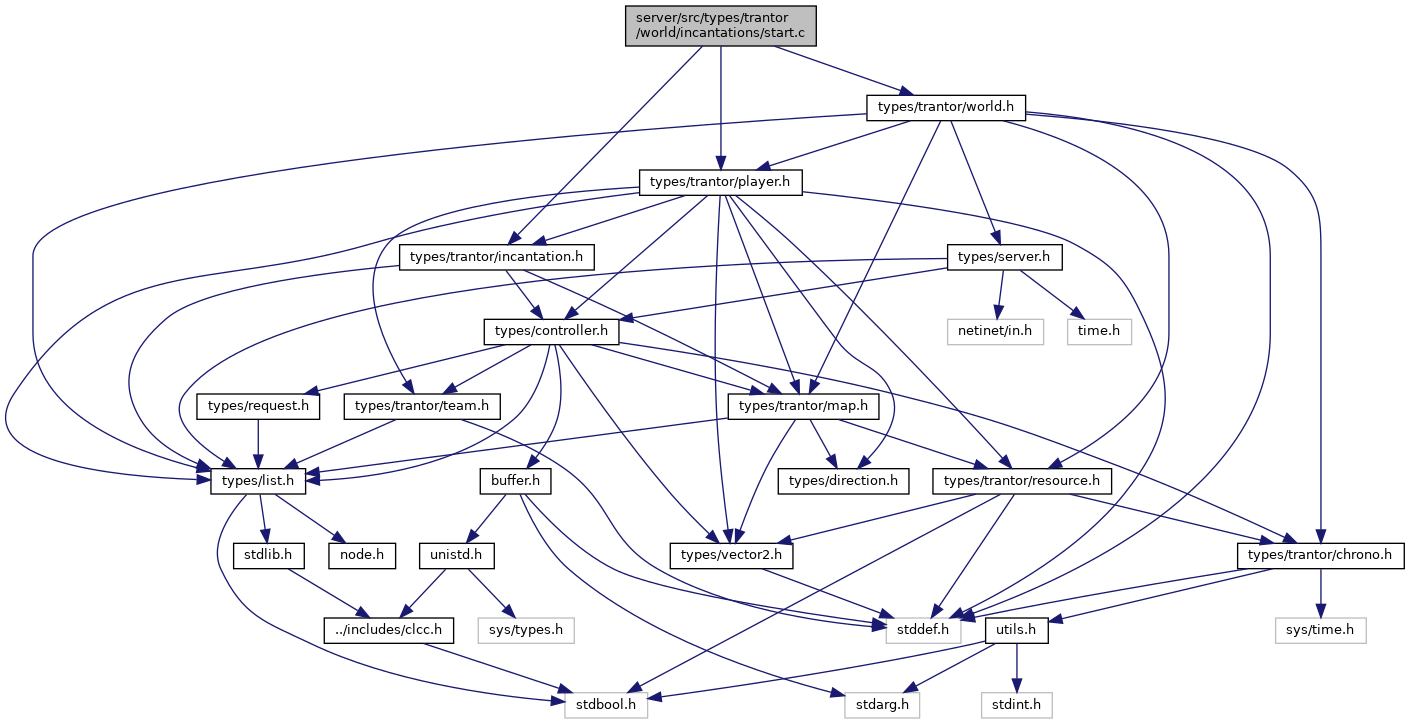 server/src/types/trantor
/world/incantations/start.c
types/trantor/world.h
types/trantor/player.h
types/trantor/incantation.h
types/server.h
types/controller.h
netinet/in.h
time.h
types/request.h
types/trantor/team.h
types/trantor/map.h
types/list.h
buffer.h
types/direction.h
types/trantor/resource.h
stdlib.h
node.h
unistd.h
types/vector2.h
types/trantor/chrono.h
../includes/clcc.h
sys/types.h
stddef.h
utils.h
sys/time.h
stdbool.h
stdarg.h
stdint.h